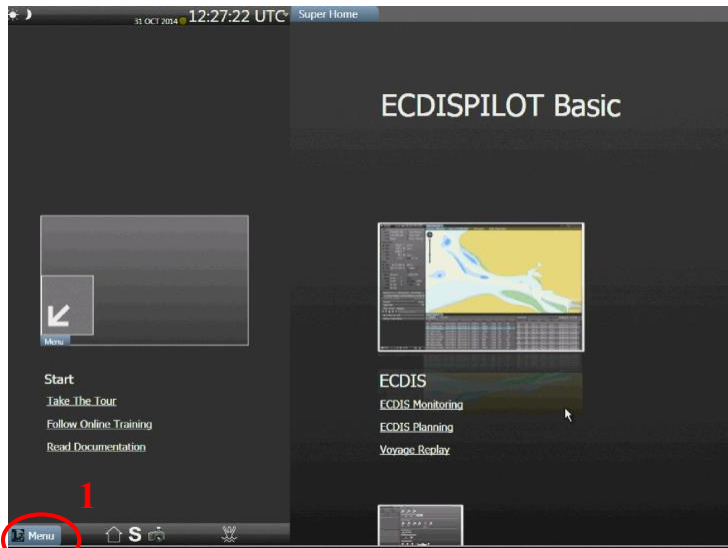 31 OCT 2014 12:27:22 UTC
Super Home
ECDISPILOT Basic
Menu
Start
Take The Tour
Follow Online Training
Read Documentation
ECDIS
ECDIS Monitoring
ECDIS Planning
Voyage Replay
1
Menu
S